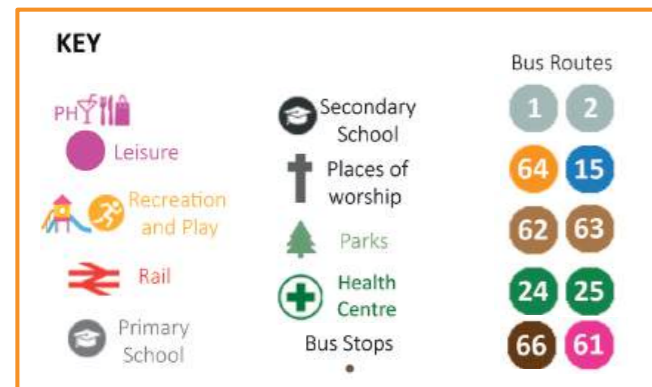 KEY
PH
Leisure
Recreation
and Play
Rail
Primary
School
Secondary
School
Places of
worship
Parks
Health
Centre
Bus Stops
Bus Routes
1 2
64 15
62 63
24 25
66 61